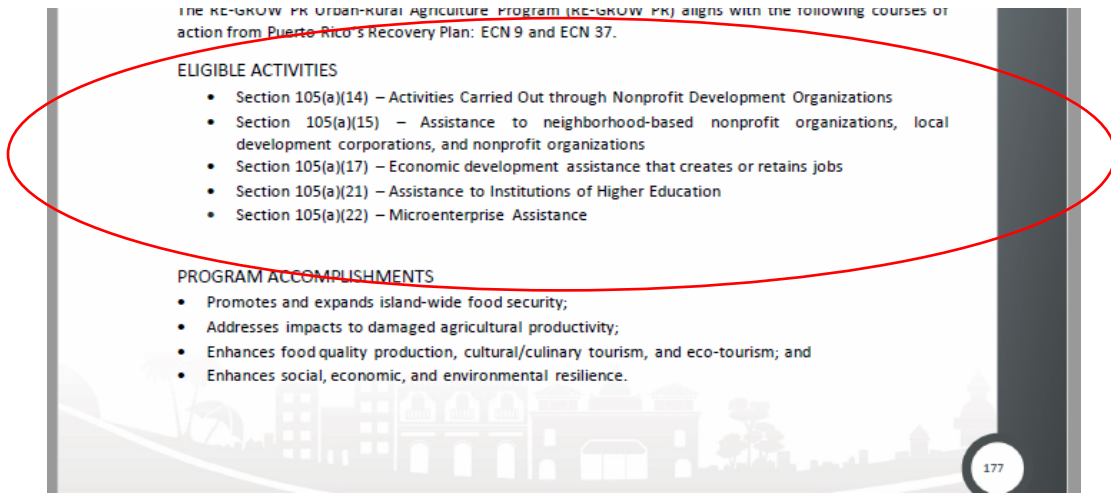 The RE-GROW PR Urban-Rural Agriculture Program (RE-GROW PR) aligns with the following courses of
action from Puerto Rico's Recovery Plan: ECN 9 and ECN 37.
ELIGIBLE ACTIVITIES
• Section 105(a)(14) – Activities Carried Out through Nonprofit Development Organizations
• Section 105(a)(15) – Assistance to neighborhood-based nonprofit organizations, local
development corporations, and nonprofit organizations
• Section 105(a)(17) – Economic development assistance that creates or retains jobs
• Section 105(a)(21) – Assistance to Institutions of Higher Education
• Section 105(a)(22) – Microenterprise Assistance
PROGRAM ACCOMPLISHMENTS
• Promotes and expands island-wide food security;
• Addresses impacts to damaged agricultural productivity;
• Enhances food quality production, cultural/culinary tourism, and eco-tourism; and
• Enhances social, economic, and environmental resilience.
177